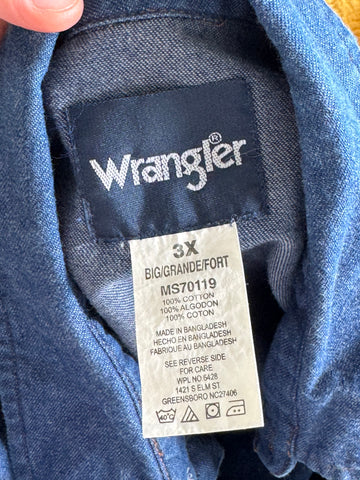 Wrangler®
3X
BIG/GRANDE/FORT
MS70119
100% COTTON
100% ALGODON
100% COTON
MADE IN BANGLADESH
HECHO EN BANGLADESH
FABRIQUE AU BANGLADESH
SEE REVERSE SIDE
FOR CARE
WPL NO 6428
1421 S ELM ST
GREENSBORO NC27406
40°C